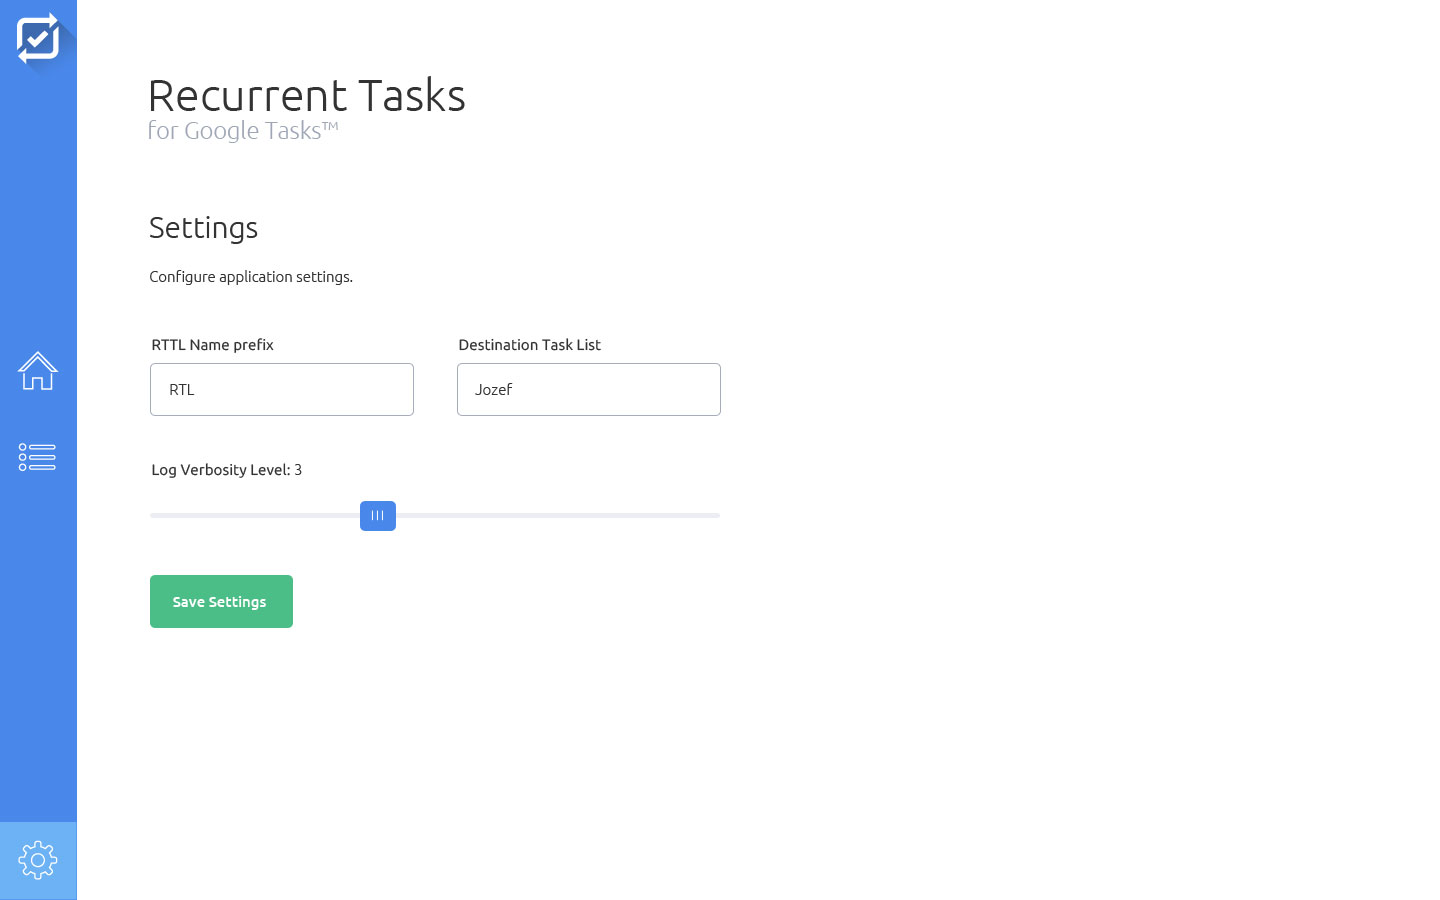 Recurrent Tasks
for Google Tasks™
Settings
Configure application settings.
RTTL Name prefix
Destination Task List
RTL
Jozef
Log Verbosity Level: 3
Save Settings